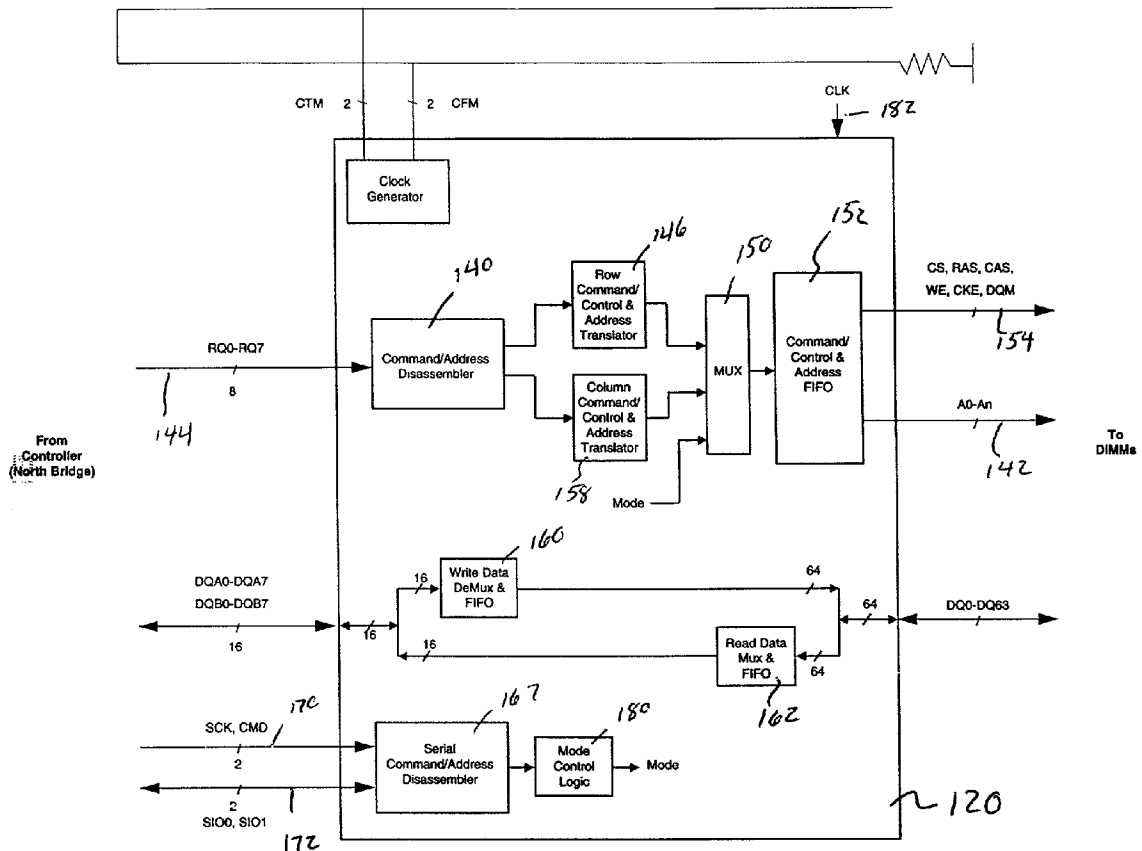 CTM
2
2
CFM
CLK
182
Clock
Generator
140
146
150
152
Row
Command/
Control &
Address
Translator
CS, RAS, CAS,
WE, CKE, DQM
154
RQ0-RQ7
8
144
Command/Address
Disassembler
MUX
Command/
Control &
Address
FIFO
Column
Command/
Control &
Address
Translator
158
Mode
A0-An
142
From
Controller
(North Bridge)
To
DIMMs
160
DQA0-DQA7
DQB0-DQB7
16
16
16
Write Data
DeMux &
FIFO
64
64
DQ0-DQ63
16
Read Data
Mux &
FIFO
64
162
SCK, CMD
170
2
167
180
Serial
Command/Address
Disassembler
Mode
Control
Logic
Mode
2
SIO0, SIO1
172
120